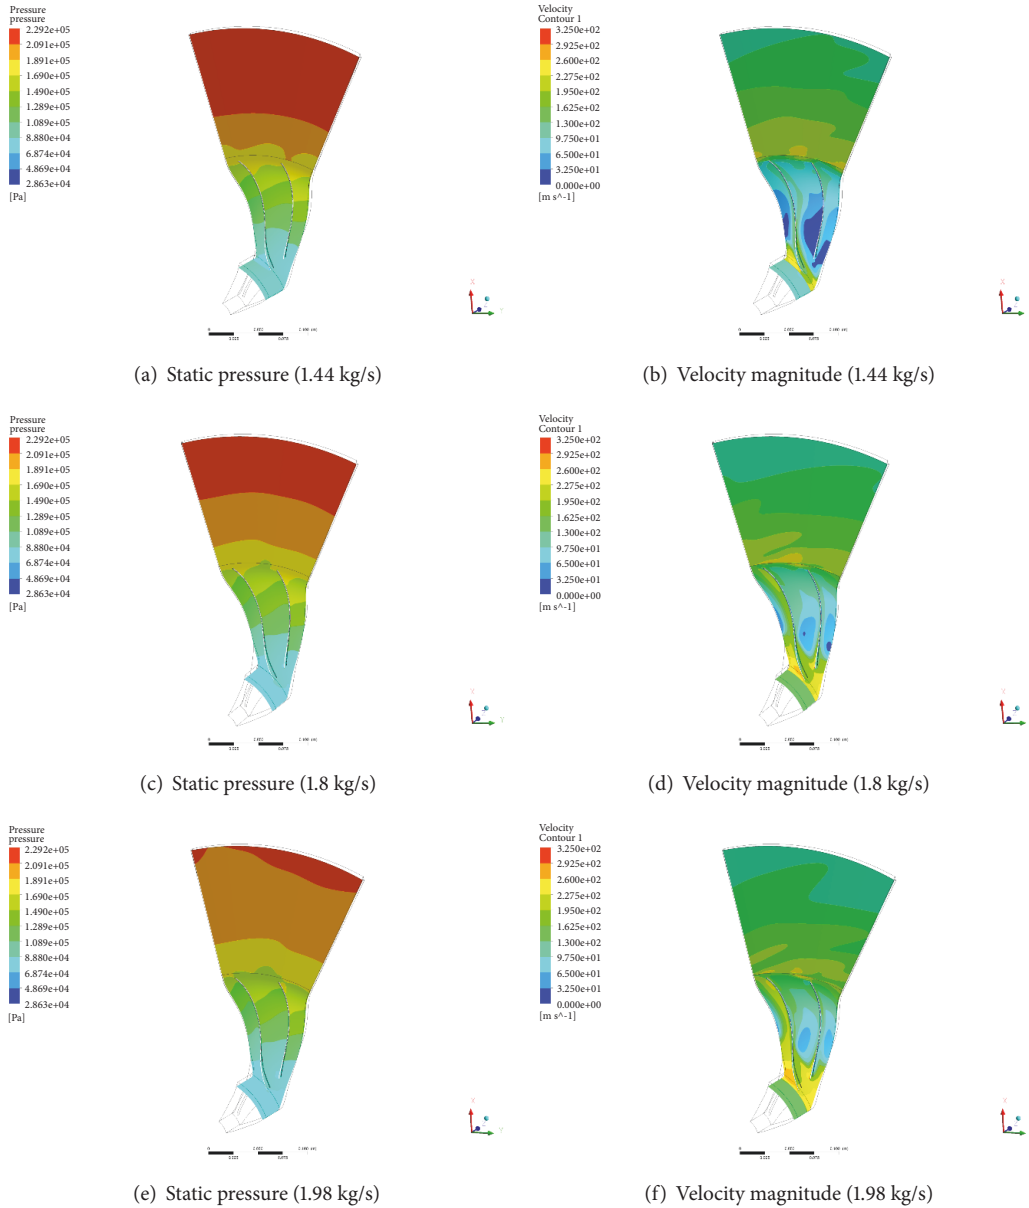 Pressure
pressure
2.292e+05
2.091e+05
1.891e+05
1.690e+05
1.490e+05
1.289e+05
1.089e+05
8.880e+04
6.874e+04
4.869e+04
2.863e+04
[Pa]
Velocity
Contour 1
3.250e+02
2.925e+02
2.600e+02
2.275e+02
1.950e+02
1.625e+02
1.300e+02
9.750e+01
6.500e+01
3.250e+01
0.000e+00
[m s^-1]
(a) Static pressure (1.44 kg/s)
(b) Velocity magnitude (1.44 kg/s)
Pressure
pressure
2.292e+05
2.091e+05
1.891e+05
1.690e+05
1.490e+05
1.289e+05
1.089e+05
8.880e+04
6.874e+04
4.869e+04
2.863e+04
[Pa]
Velocity
Contour 1
3.250e+02
2.925e+02
2.600e+02
2.275e+02
1.950e+02
1.625e+02
1.300e+02
9.750e+01
6.500e+01
3.250e+01
0.000e+00
[m s^-1]
(c) Static pressure (1.8 kg/s)
(d) Velocity magnitude (1.8 kg/s)
Pressure
pressure
2.292e+05
2.091e+05
1.891e+05
1.690e+05
1.490e+05
1.289e+05
1.089e+05
8.880e+04
6.874e+04
4.869e+04
2.863e+04
[Pa]
Velocity
Contour 1
3.250e+02
2.925e+02
2.600e+02
2.275e+02
1.950e+02
1.625e+02
1.300e+02
9.750e+01
6.500e+01
3.250e+01
0.000e+00
[m s^-1]
(e) Static pressure (1.98 kg/s)
(f) Velocity magnitude (1.98 kg/s)